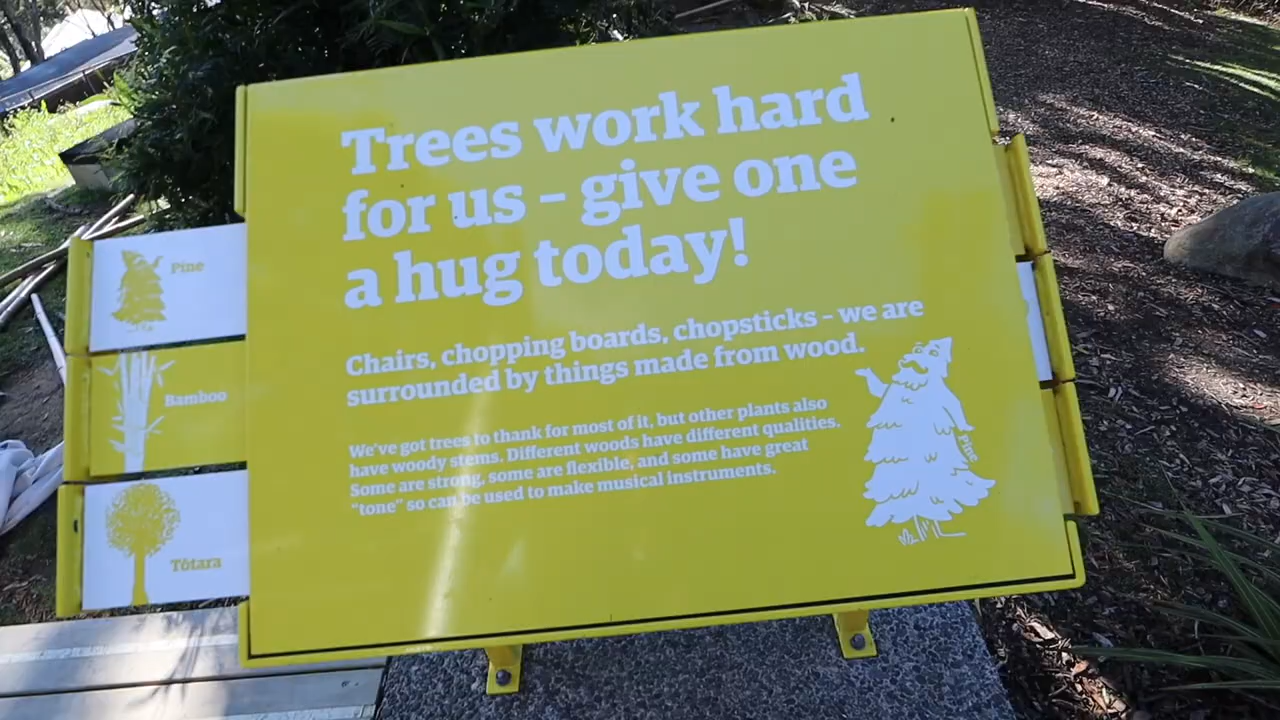 Trees work hard
for us – give one
a hug today!
Chairs, chopping boards, chopsticks – we are
surrounded by things made from wood.
We've got trees to thank for most of it, but other plants also
have woody stems. Different woods have different qualities.
Some are strong, some are flexible, and some have great
“tone” so can be used to make musical instruments.
Pine
Pine
Bamboo
Tōtara